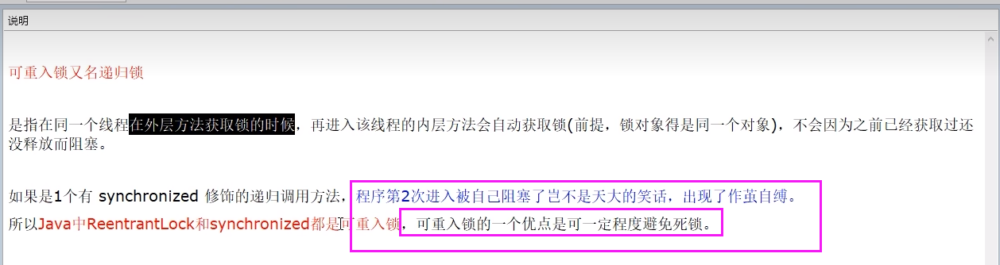 说明
可重入锁又名递归锁
是指在同一个线程在外层方法获取锁的时候，再进入该线程的内层方法会自动获取锁(前提，锁对象得是同一个对象)，不会因为之前已经获取过还
没释放而阻塞。
如果是1个有 synchronized 修饰的递归调用方法，程序第2次进入被自己阻塞了岂不是天大的笑话，出现了作茧自缚。
所以Java中ReentrantLock和synchronized都是可重入锁，可重入锁的一个优点是可一定程度避免死锁。